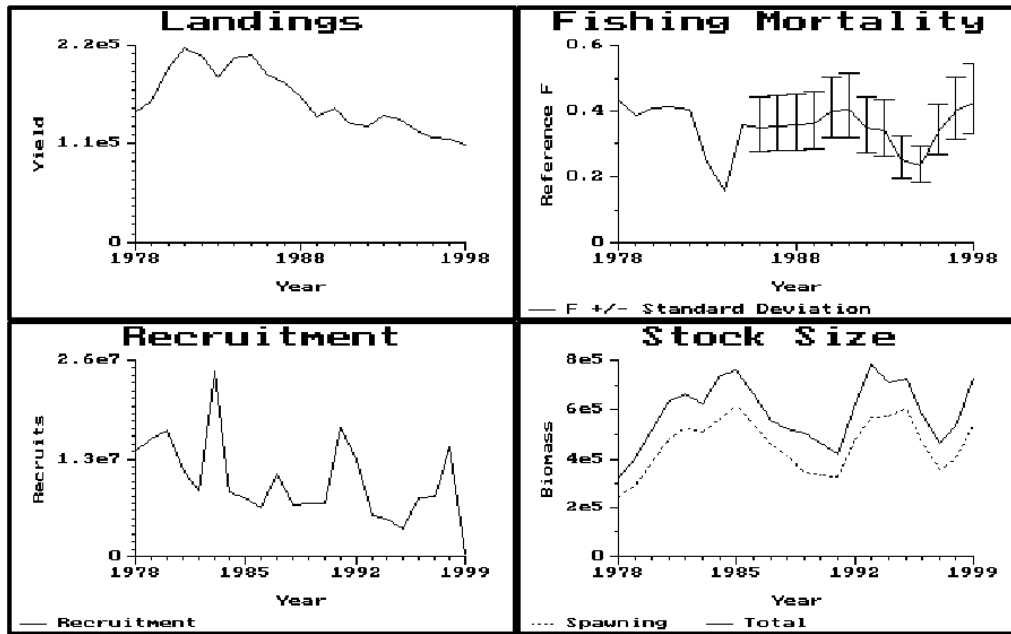 Landings
2.2e5
1.1e5
0
Yield
1978 1988 1998
Year
Fishing Mortality
0.6
0.4
0.2
0
Reference F
1978 1988 1998
Year
F +/- Standard Deviation
Recruitment
2.6e7
1.3e7
0
Recruits
1978 1985 1992 1999
Year
Recruitment
Stock Size
8e5
6e5
4e5
2e5
0
Biomass
1978 1985 1992 1999
Year
Spawning Total